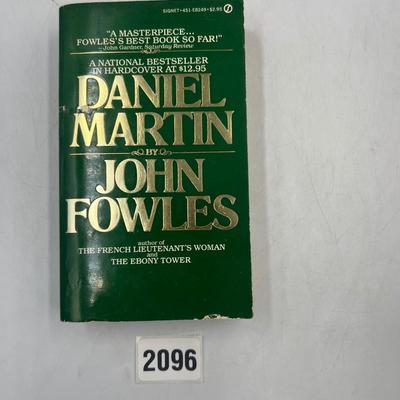 SIGNET•451-E8249•$2.95
"A MASTERPIECE...
FOWLES'S BEST BOOK SO FAR!"
—John Gardner, Saturday Review
A NATIONAL BESTSELLER
IN HARDCOVER AT $12.95
DANIEL
MARTIN
BY
JOHN
FOWLES
author of
THE FRENCH LIEUTENANT'S WOMAN
and
THE EBONY TOWER
2096